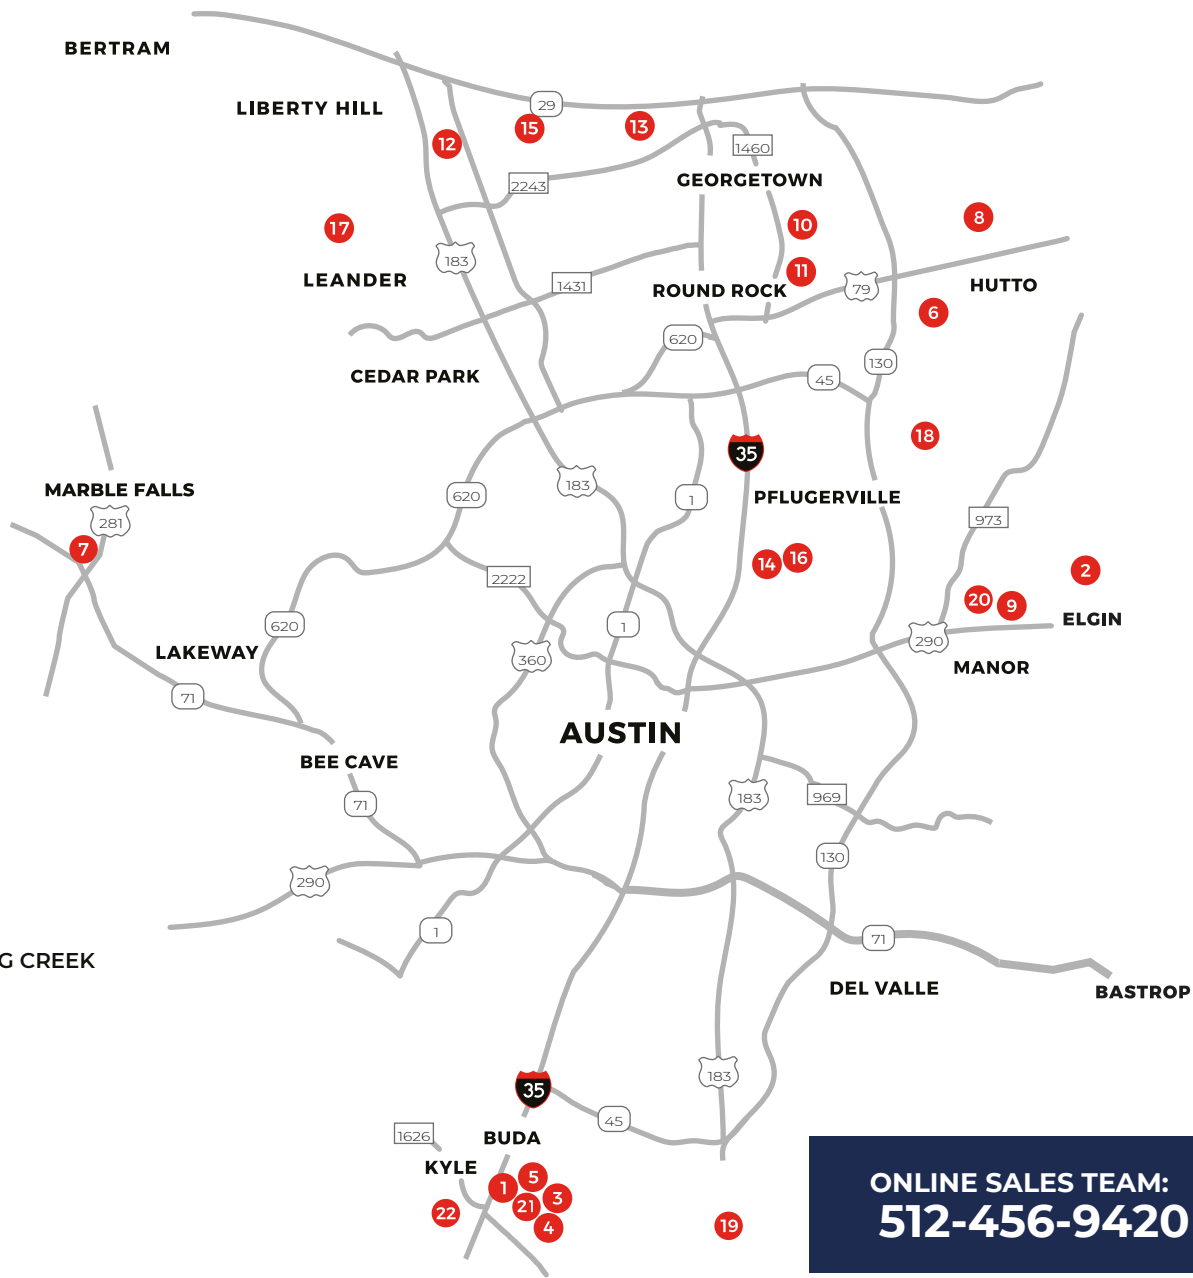 BERTRAM
LIBERTY HILL
29
15
13
12
1460
2243
GEORGETOWN
17
10
8
183
LEANDER
11
1431
ROUND ROCK
79
HUTTO
6
620
130
CEDAR PARK
45
18
35
MARBLE FALLS
183
620
1
PFLUGERVILLE
281
973
7
14
16
2222
2
20
9
620
1
ELGIN
290
LAKEWAY
360
MANOR
71
AUSTIN
BEE CAVE
183
969
71
130
290
1
71
G CREEK
DEL VALLE
BASTROP
183
35
45
1626
BUDA
KYLE
5
1
3
21
22
4
19
ONLINE SALES TEAM:
512-456-9420